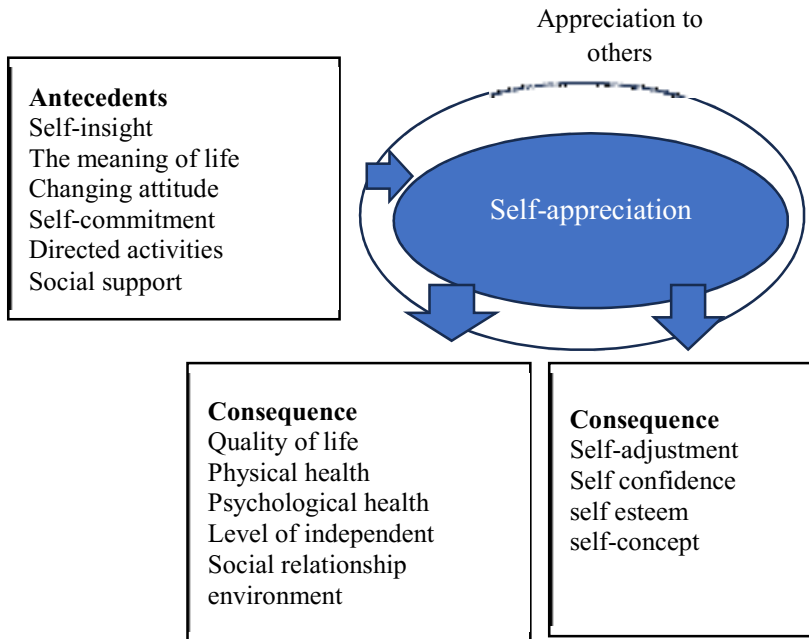 Appreciation to
others
Antecedents
Self-insight
The meaning of life
Changing attitude
Self-commitment
Directed activities
Social support
Self-appreciation
Consequence
Quality of life
Physical health
Psychological health
Level of independent
Social relationship
environment
Consequence
Self-adjustment
Self confidence
self esteem
self-concept